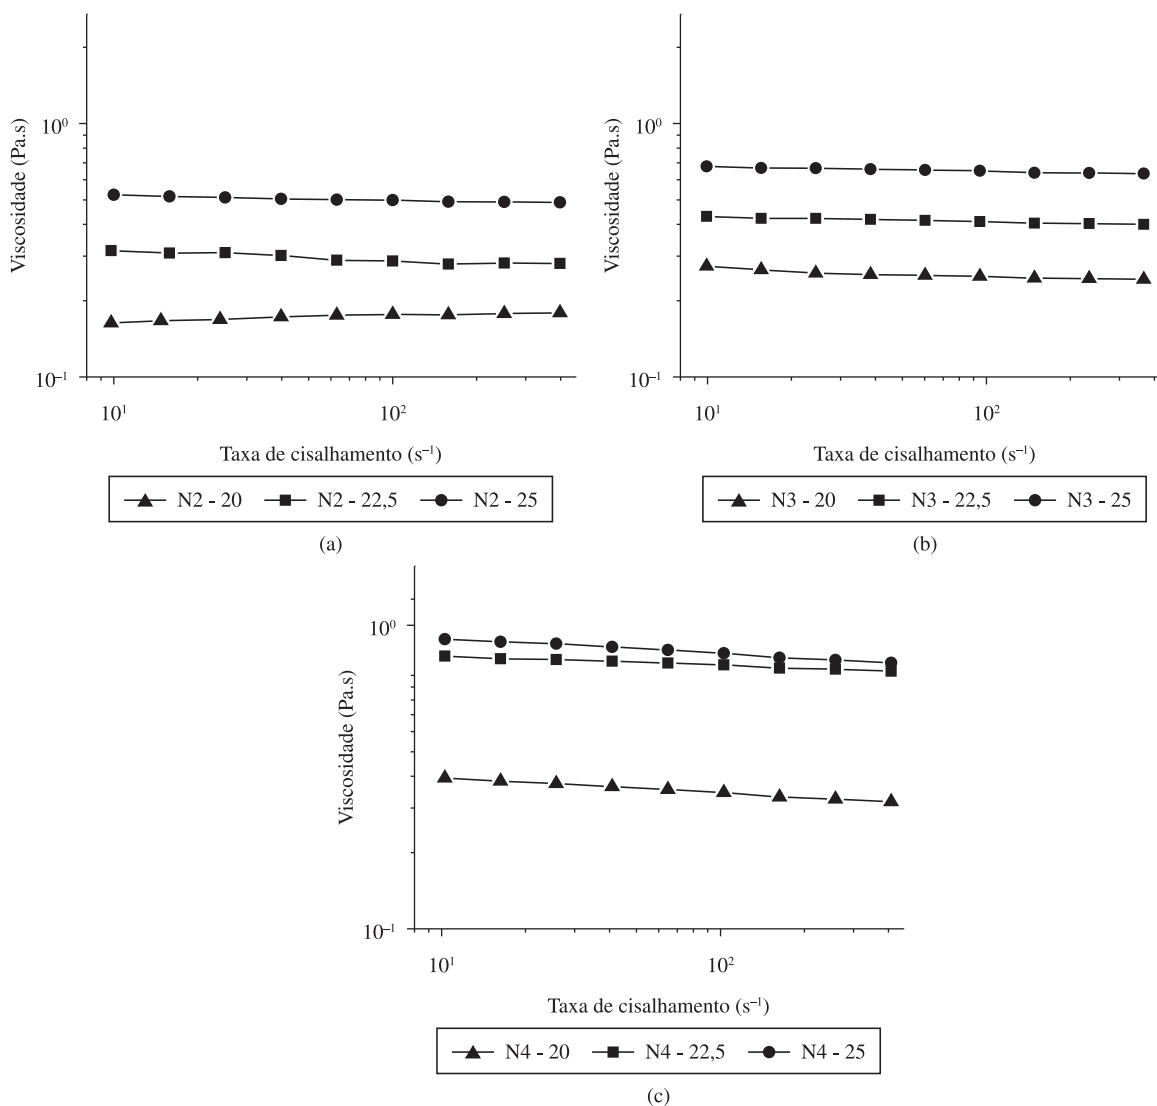 Viscosidade (Pa.s)
10⁰
10⁻¹
10¹ 10²
Taxa de cisalhamento (s⁻¹)
N2 - 20 N2 - 22,5 N2 - 25
(a)
Viscosidade (Pa.s)
10⁰
10⁻¹
10¹ 10²
Taxa de cisalhamento (s⁻¹)
N3 - 20 N3 - 22,5 N3 - 25
(b)
Viscosidade (Pa.s)
10⁰
10⁻¹
10¹ 10²
Taxa de cisalhamento (s⁻¹)
N4 - 20 N4 - 22,5 N4 - 25
(c)